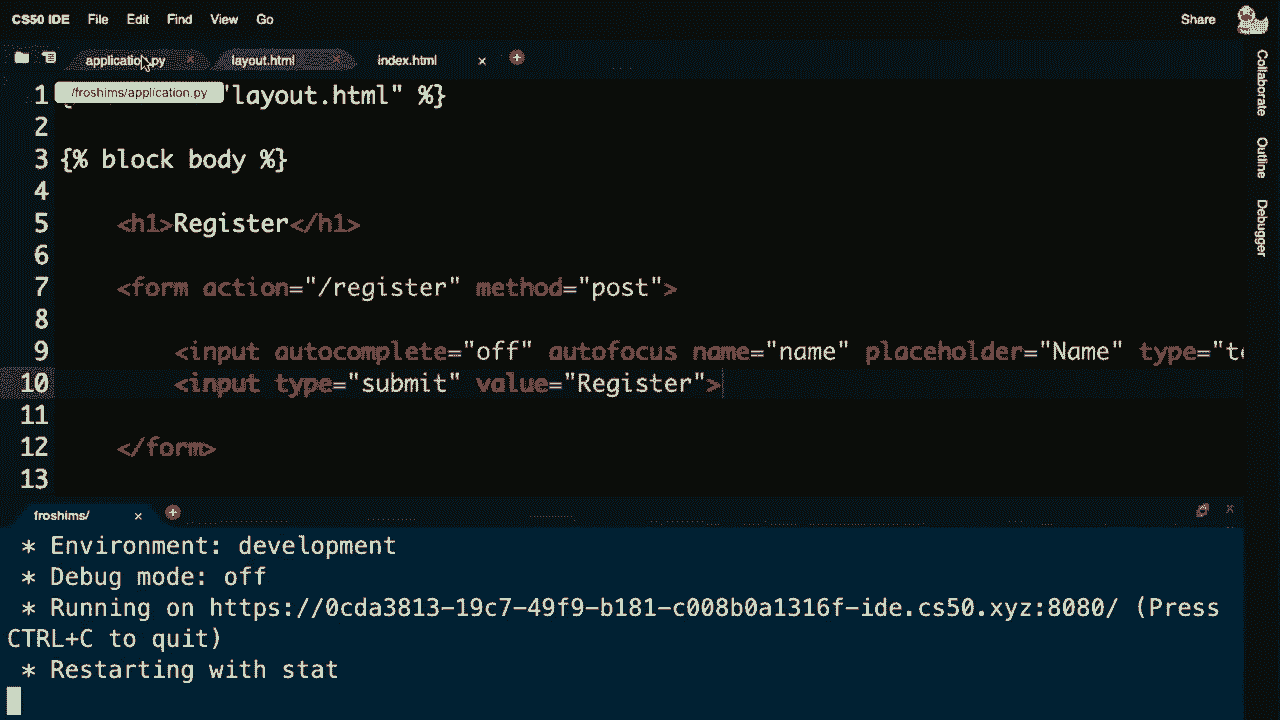 CS50 IDE File Edit Find View Go Share
application.py layout.html index.html
/froshims/application.py
1 {"layout.html" %}
2
3 {% block body %}
4
5 <h1>Register</h1>
6
7 <form action="/register" method="post">
8
9 <input autocomplete="off" autofocus name="name" placeholder="Name" type="te
10 <input type="submit" value="Register">
11
12 </form>
13
Collaborate
Outline
Debugger
froshims/
* Environment: development
* Debug mode: off
* Running on https://0cda3813-19c7-49f9-b181-c008b0a1316f-ide.cs50.xyz:8080/ (Press
CTRL+C to quit)
* Restarting with stat